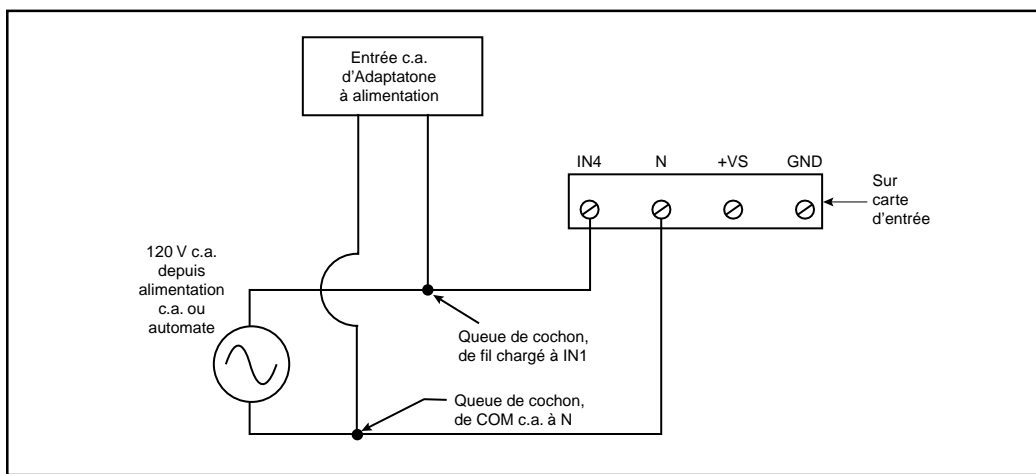 Entrée c.a.
d'Adaptatone
à alimentation
IN4 N +VS GND
Sur
carte
d'entrée
120 V c.a.
depuis
alimentation
c.a. ou
automate
Queue de cochon,
de fil chargé à IN1
Queue de cochon,
de COM c.a. à N